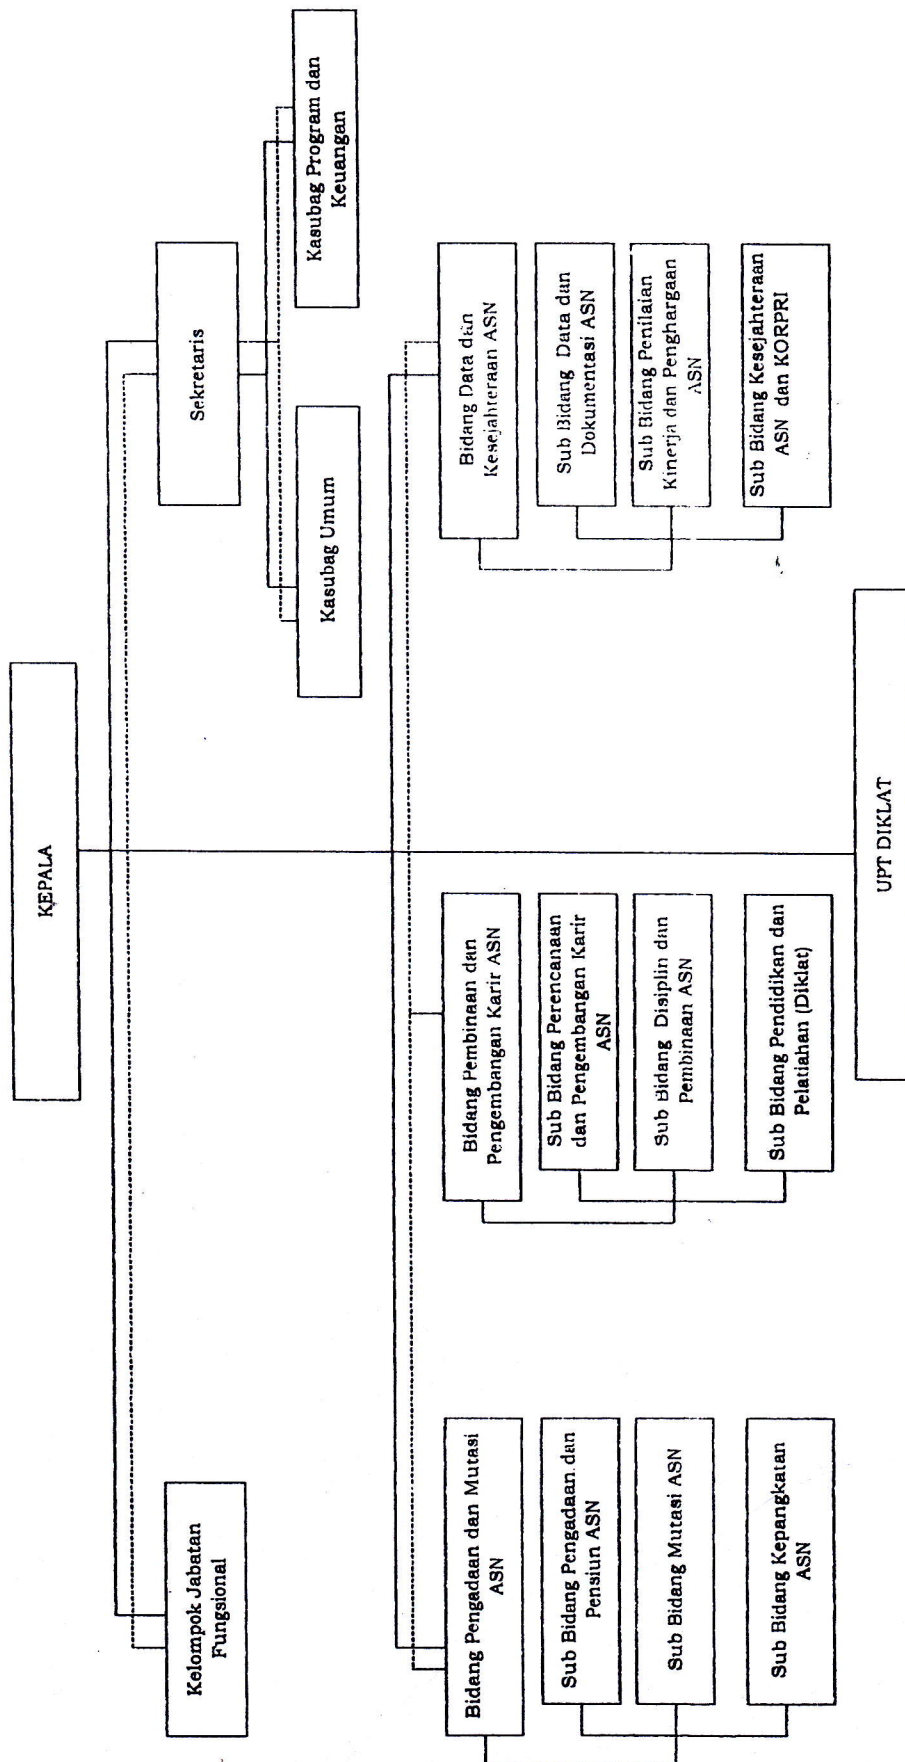 KEPALA
Kelompok Jabatan
Fungsional
Sekretaris
Kasubag Umum
Kasubag Program dan
Keuangan
Bidang Pengadaan dan Mutasi
ASN
Sub Bidang Pengadaan dan
Pensiun ASN
Sub Bidang Mutasi ASN
Sub Bidang Kepangkatan
ASN
Bidang Pembinaan dan
Pengembangan Karir ASN
Sub Bidang Perencanaan
dan Pengembangan Karir
ASN
Sub Bidang Disiplin dan
Pembinaan ASN
Sub Bidang Pendidikan dan
Pelatiahan (Diklat)
Bidang Data dan
Kesejahteraan ASN
Sub Bidang Data dan
Dokumentasi ASN
Sub Bidang Penilaian
Kinerja dan Penghargaan
ASN
Sub Bidang Kesejahteraan
ASN dan KORPRI
UPT DIKLAT